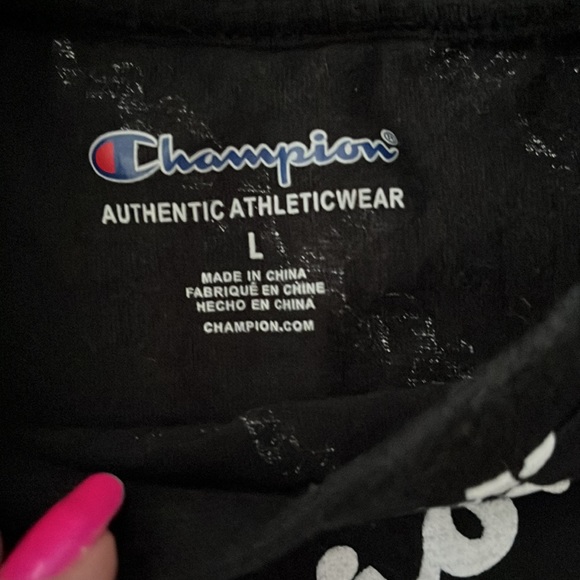 Champion®
AUTHENTIC ATHLETICWEAR
L
MADE IN CHINA
FABRIQUÉ EN CHINE
HECHO EN CHINA
CHAMPION.COM